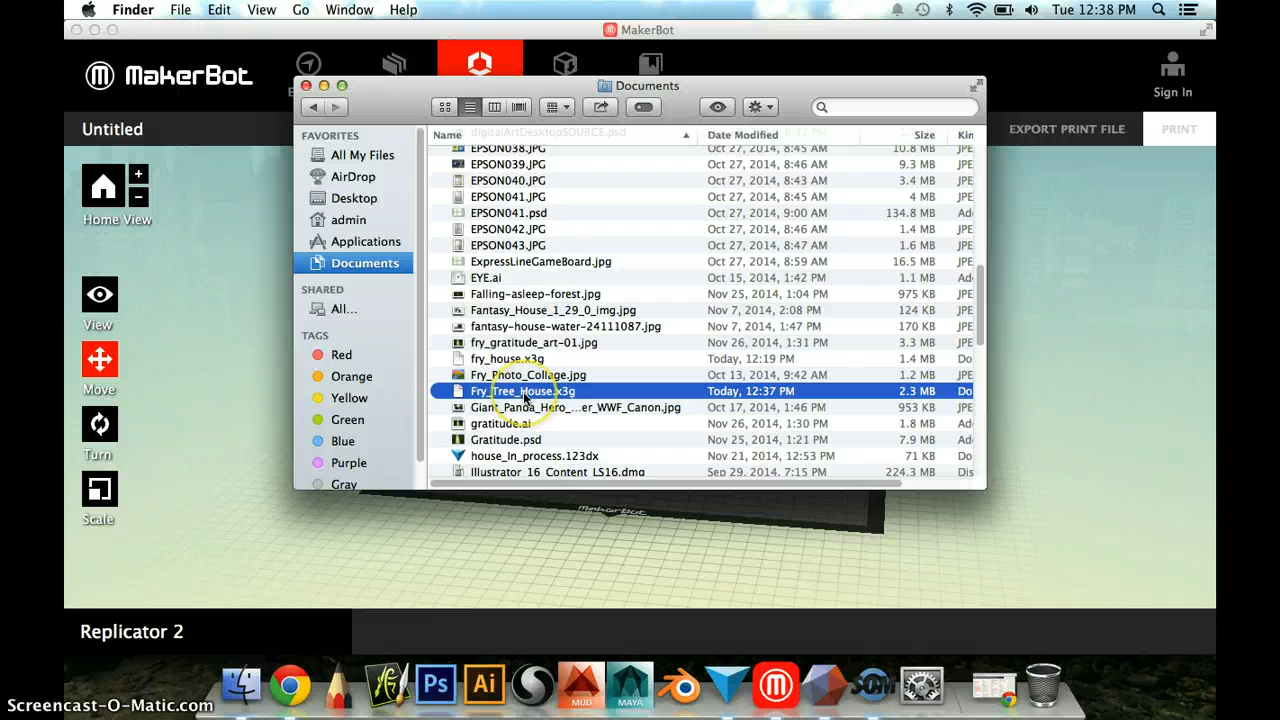 Finder File Edit View Go Window Help Tue 12:38 PM
MakerBot
MakerBot
Sign In
Untitled
EXPORT PRINT FILE PRINT
Home View
View
Move
Turn
Scale
Documents
FAVORITES
All My Files
AirDrop
Desktop
admin
Applications
Documents
SHARED
All...
TAGS
Red
Orange
Yellow
Green
Blue
Purple
Gray
Name Date Modified Size Kin
digitalArtDesktopSOURCE.psd
EPSON038.JPG Oct 27, 2014, 8:45 AM 10.8 MB JPE
EPSON039.JPG Oct 27, 2014, 8:46 AM 9.3 MB JPE
EPSON040.JPG Oct 27, 2014, 8:43 AM 3.4 MB JPE
EPSON041.JPG Oct 27, 2014, 8:45 AM 4 MB JPE
EPSON041.psd Oct 27, 2014, 9:00 AM 134.8 MB Ad
EPSON042.JPG Oct 27, 2014, 8:46 AM 1.4 MB JPE
EPSON043.JPG Oct 27, 2014, 8:47 AM 1.6 MB JPE
ExpressLineGameBoard.jpg Oct 27, 2014, 8:59 AM 16.5 MB JPE
EYE.ai Oct 15, 2014, 1:42 PM 1.1 MB Ad
Falling-asleep-forest.jpg Nov 25, 2014, 1:04 PM 975 KB JPE
Fantasy_House_1_29_0_img.jpg Nov 7, 2014, 2:08 PM 124 KB JPE
fantasy-house-water-24111087.jpg Nov 7, 2014, 1:47 PM 170 KB JPE
fry_gratitude_art-01.jpg Nov 26, 2014, 1:31 PM 3 MB JPE
fry_house.x3g Today, 12:19 PM 1.4 MB Do
Fry_Photo_Collage.jpg Oct 13, 2014, 9:42 AM 1.2 MB JPE
Fry_Tree_House.x3g Today, 12:37 PM 2.3 MB Do
Giant_Panda_Hero_...er_WWF_Canon.jpg Oct 17, 2014, 1:46 PM 953 KB JPE
gratitude.ai Nov 26, 2014, 1:30 PM 1.8 MB Ad
Gratitude.psd Nov 25, 2014, 1:21 PM 7.9 MB Ad
house_In_process.123dx Nov 21, 2014, 12:53 PM 71 KB Do
Illustrator_16_Content_LS16.dmg Sep 29, 2014, 7:15 PM 224.3 MB Dis
MakerBot
Replicator 2
Ps Ai MUD MAYA SOM
Screencast-O-Matic.com